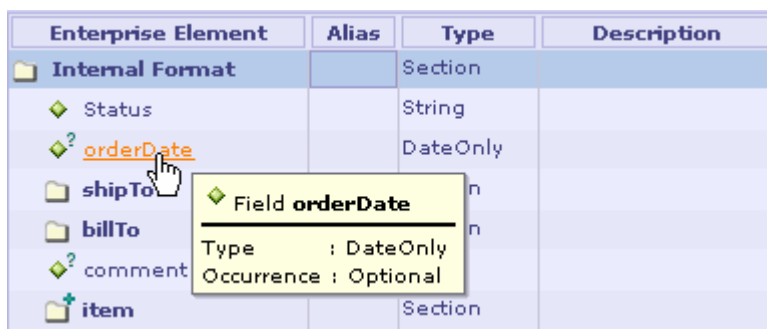 Enterprise Element Alias Type Description
Internal Format Section
Status String
? orderDate DateOnly
shipTo n
Field orderDate
billTo n
Type : DateOnly
? comment
Occurrence : Optional
item Section